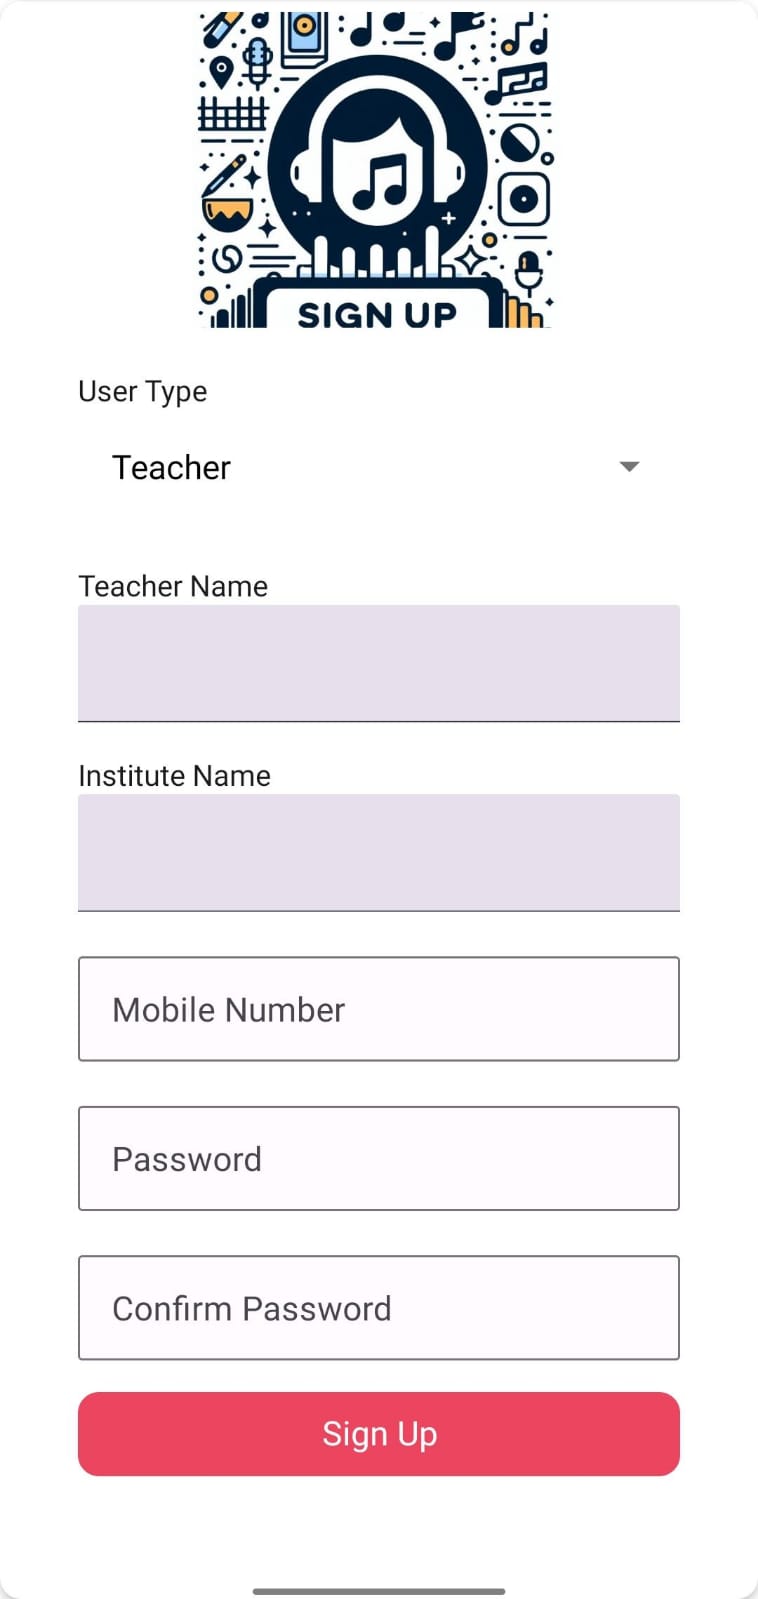 SIGN UP
User Type
Teacher
Teacher Name
Institute Name
Mobile Number
Password
Confirm Password
Sign Up